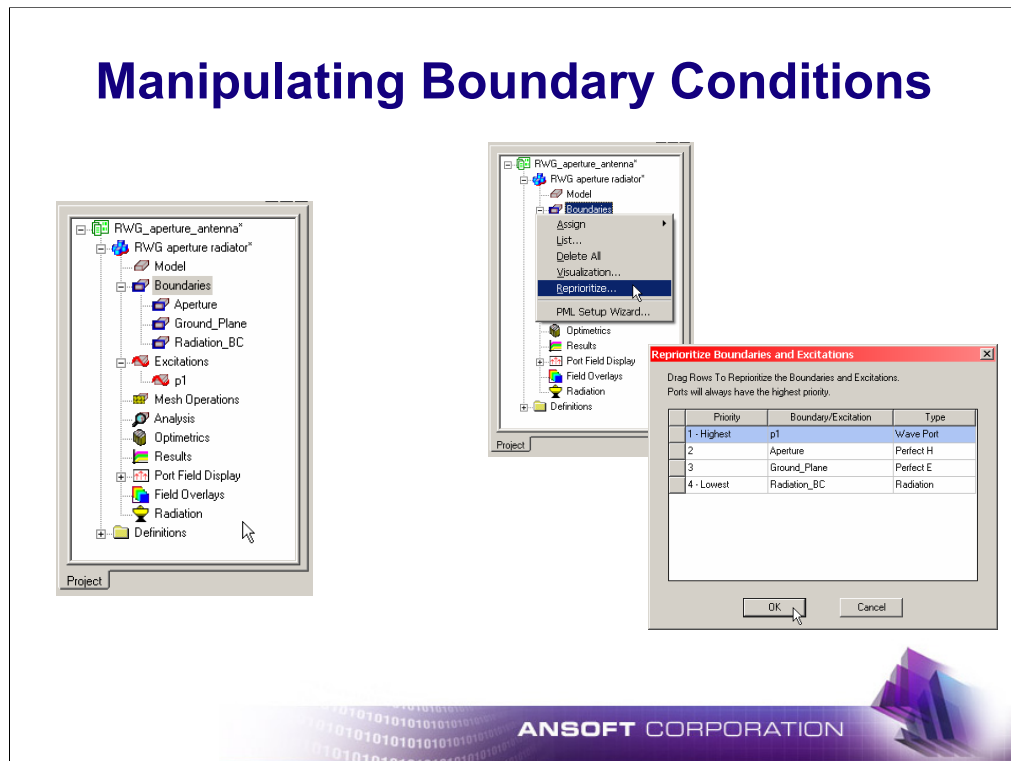 Manipulating Boundary Conditions
RWG_aperture_antenna*
RWG aperture radiator*
Model
Boundaries
Aperture
Ground_Plane
Radiation_BC
Excitations
p1
Mesh Operations
Analysis
Optimetrics
Results
Port Field Display
Field Overlays
Radiation
Definitions
Project
RWG_aperture_antenna*
RWG aperture radiator*
Model
Boundaries
Assign
List...
Delete All
Visualization...
Reprioritize...
PML Setup Wizard...
Optimetrics
Results
Port Field Display
Field Overlays
Radiation
Definitions
Project
Reprioritize Boundaries and Excitations
Drag Rows To Reprioritize the Boundaries and Excitations.
Ports will always have the highest priority.
Priority Boundary/Excitation Type
1 - Highest p1 Wave Port
2 Aperture Perfect H
3 Ground_Plane Perfect E
4 - Lowest Radiation_BC Radiation
OK Cancel
ANSOFT CORPORATION